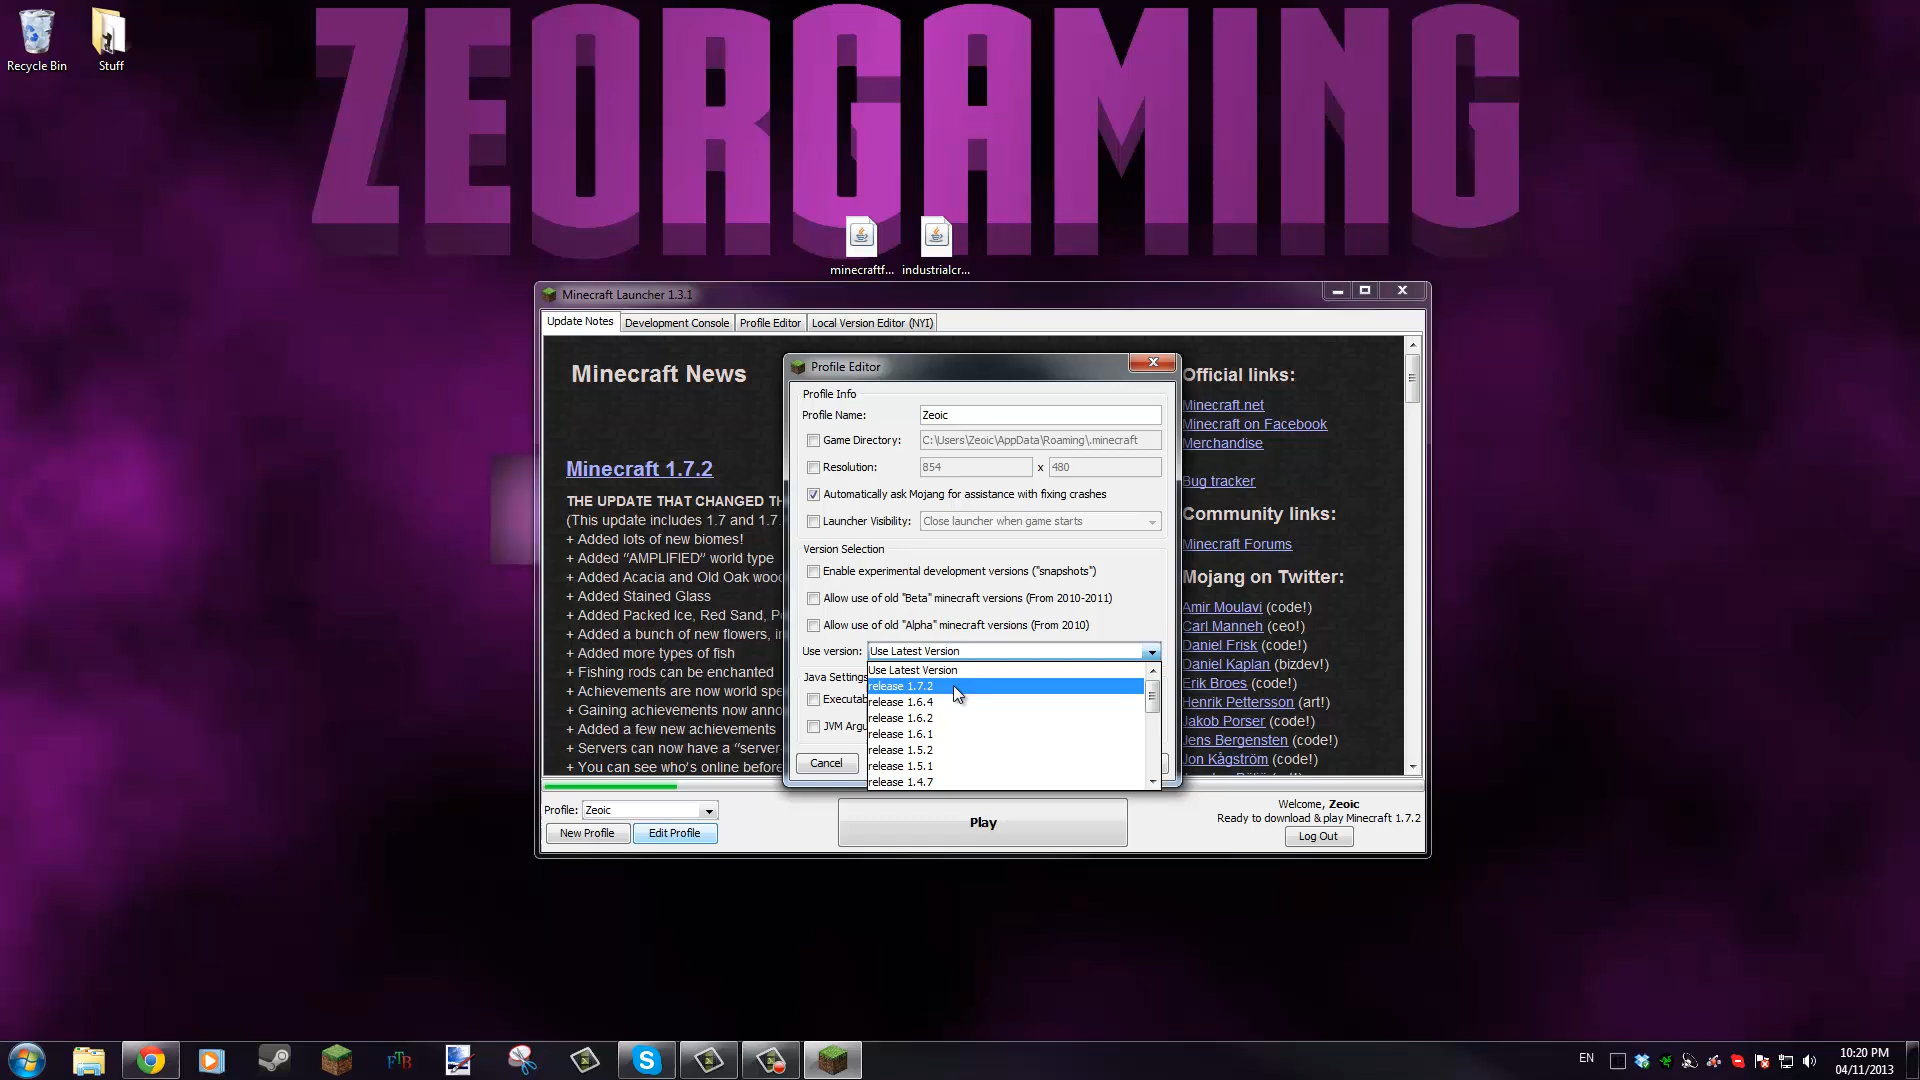 ZEORGAMING
Recycle Bin
Stuff
minecraftf...
industrialcr...
Minecraft Launcher 1.3.1
Update Notes
Development Console
Profile Editor
Local Version Editor (NYI)
Minecraft News
Minecraft 1.7.2
THE UPDATE THAT CHANGED TH
(This update includes 1.7 and 1.7.
+ Added lots of new biomes!
+ Added “AMPLIFIED” world type
+ Added Acacia and Old Oak wood
+ Added Stained Glass
+ Added Packed Ice, Red Sand, P
+ Added a bunch of new flowers, i
+ Added more types of fish
+ Fishing rods can be enchanted
+ Achievements are now world spe
+ Gaining achievements now anno
+ Added a few new achievements
+ Servers can now have a “server-
+ You can see who's online before
Profile Editor
Profile Info
Profile Name:
Zeoic
Game Directory:
C:\Users\Zeoic\AppData\Roaming\.minecraft
Resolution:
854
x
480
Automatically ask Mojang for assistance with fixing crashes
Launcher Visibility:
Close launcher when game starts
Version Selection
Enable experimental development versions ("snapshots")
Allow use of old "Beta" minecraft versions (From 2010-2011)
Allow use of old "Alpha" minecraft versions (From 2010)
Use version:
Use Latest Version
Use Latest Version
release 1.7.2
release 1.6.4
release 1.6.2
release 1.6.1
release 1.5.2
release 1.5.1
release 1.4.7
Java Settings
Executab
JVM Argu
Cancel
Official links:
Minecraft.net
Minecraft on Facebook
Merchandise
Bug tracker
Community links:
Minecraft Forums
Mojang on Twitter:
Amir Moulavi (code!)
Carl Manneh (ceo!)
Daniel Frisk (code!)
Daniel Kaplan (bizdev!)
Erik Broes (code!)
Henrik Pettersson (art!)
Jakob Porser (code!)
Jens Bergensten (code!)
Jon Kågström (code!)
Profile:
Zeoic
New Profile
Edit Profile
Play
Welcome, Zeoic
Ready to download & play Minecraft 1.7.2
Log Out
FTB
EN
10:20 PM
04/11/2013